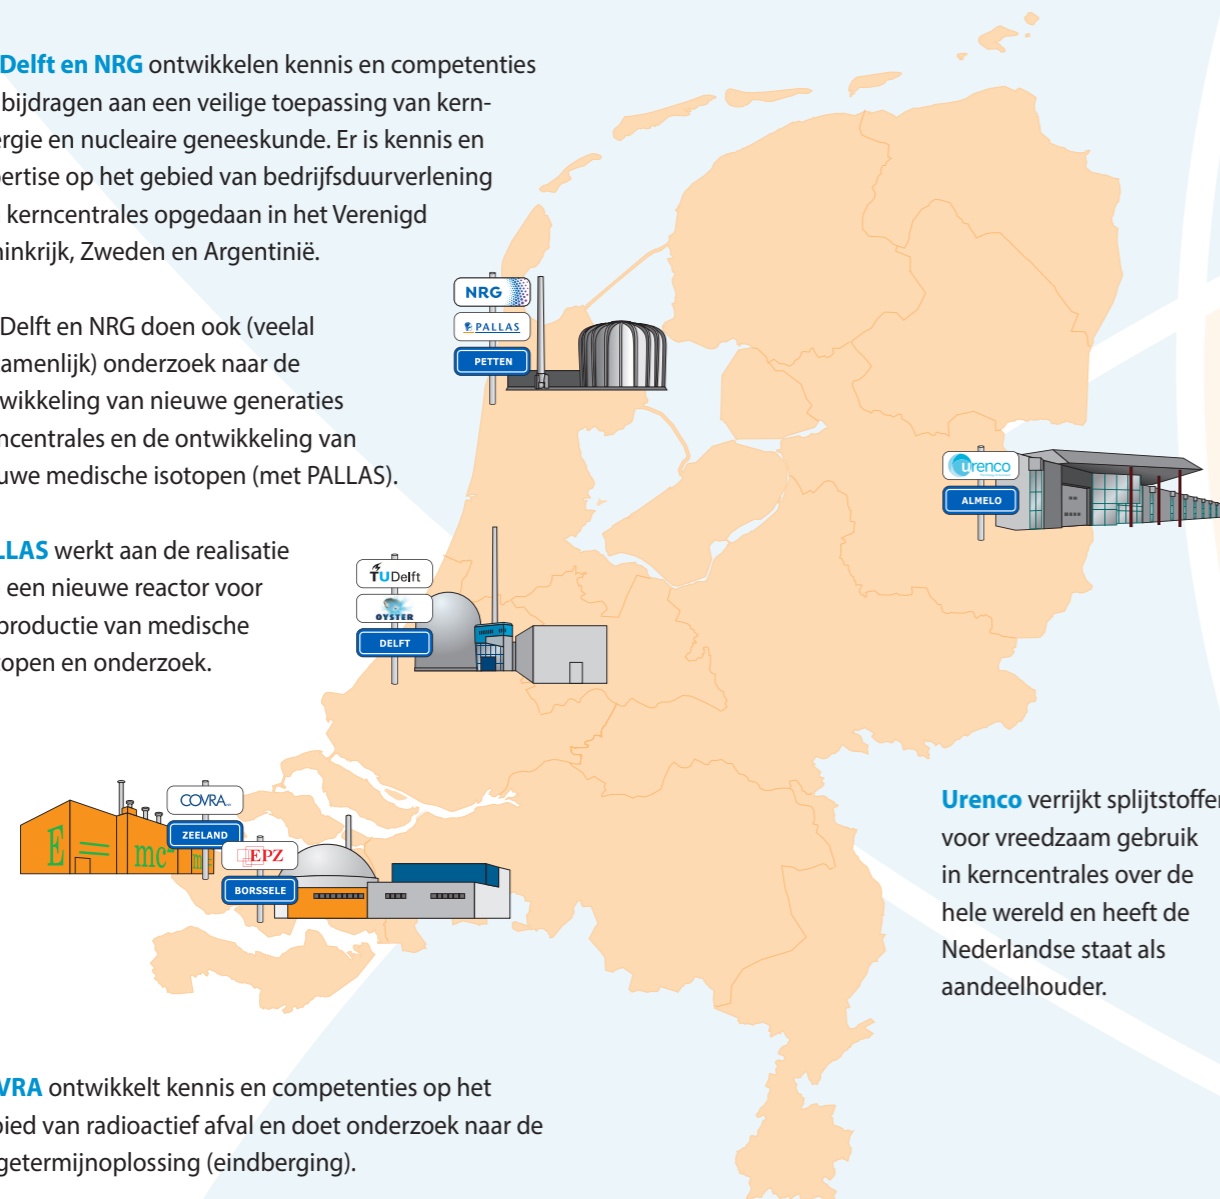 Delft en NRG ontwikkelen kennis en competenties
bijdragen aan een veilige toepassing van kern-
ergie en nucleaire geneeskunde. Er is kennis en
pertise op het gebied van bedrijfsduurverlening
kerncentrales opgedaan in het Verenigd
ninkrijk, Zweden en Argentinië.
Delft en NRG doen ook (veelal
zamenlijk) onderzoek naar de
twikkeling van nieuwe generaties
rncentrales en de ontwikkeling van
euwe medische isotopen (met PALLAS).
LLAS werkt aan de realisatie
een nieuwe reactor voor
productie van medische
topen en onderzoek.
NRG
PALLAS
PETTEN
urenco
ALMELO
TUDelft
OYSTER
DELFT
COVRA
ZEELAND
E = mc²
EPZ
BORSSELE
Urenco verrijkt splijtstoffen
voor vreedzaam gebruik
in kerncentrales over de
hele wereld en heeft de
Nederlandse staat als
aandeelhouder.
VRA ontwikkelt kennis en competenties op het
bied van radioactief afval en doet onderzoek naar de
getermijnoplossing (eindberging).